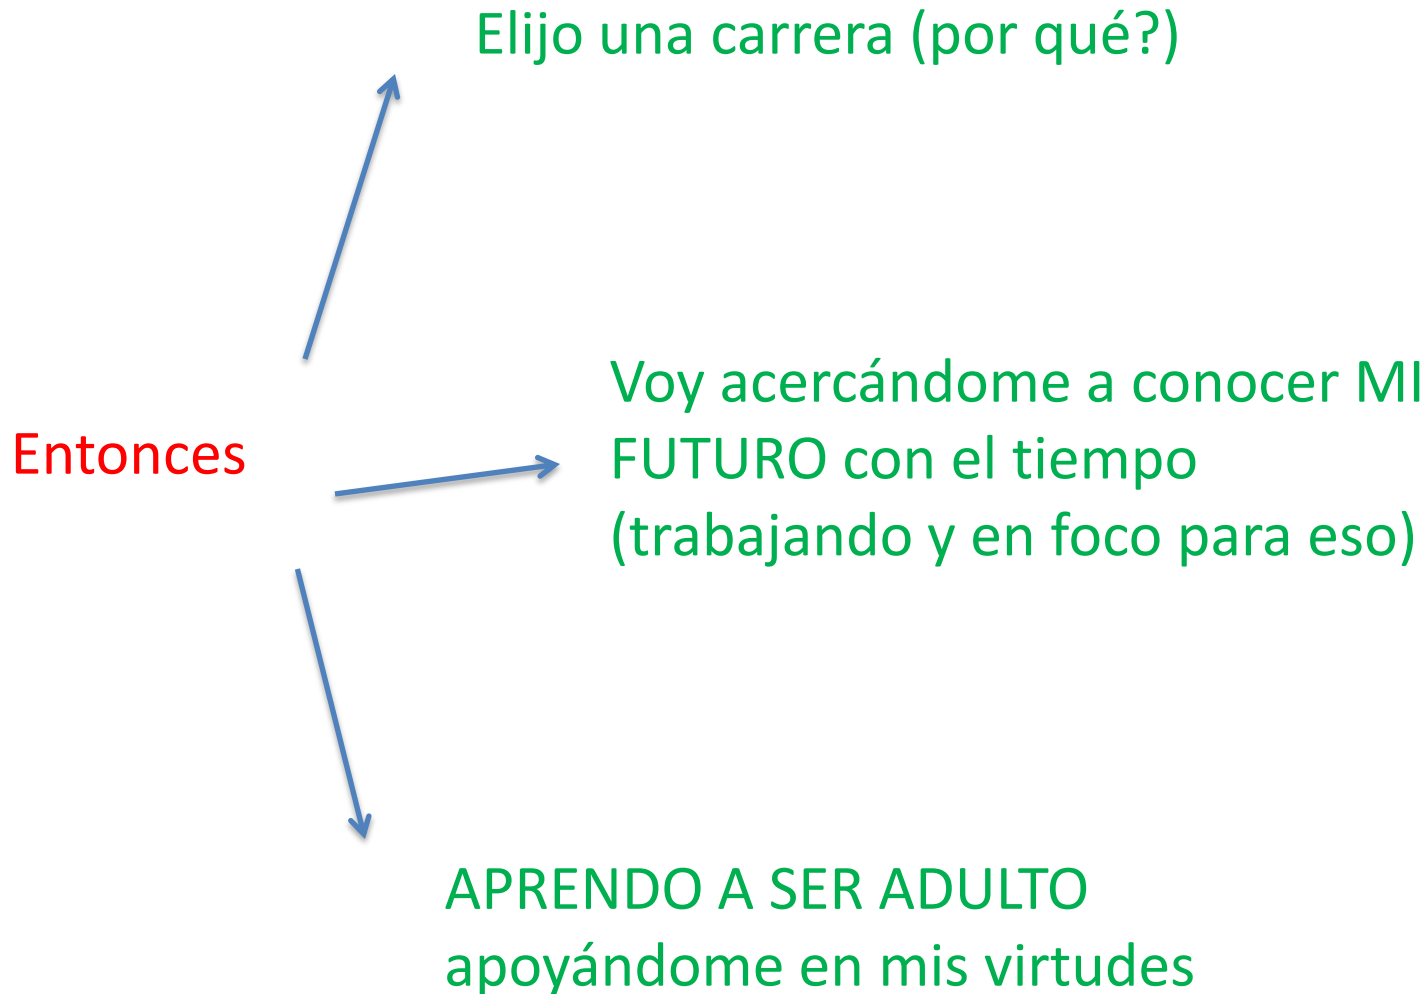 Elijo una carrera (por qué?)
Entonces
Voy acercándome a conocer MI
FUTURO con el tiempo
(trabajando y en foco para eso)
APRENDO A SER ADULTO
apoyándome en mis virtudes